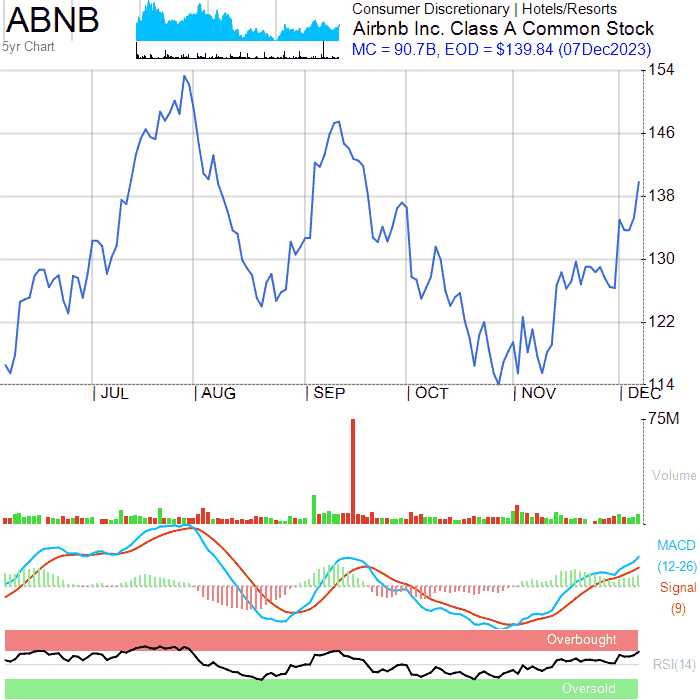 ABNB
5yr Chart
Consumer Discretionary | Hotels/Resorts
Airbnb Inc. Class A Common Stock
MC = 90.7B, EOD = $139.84 (07Dec2023)
154
146
138
130
122
114
JUL AUG SEP OCT NOV DEC
75M
Volume
MACD
(12-26)
Signal
(9)
Overbought
RSI(14)
Oversold